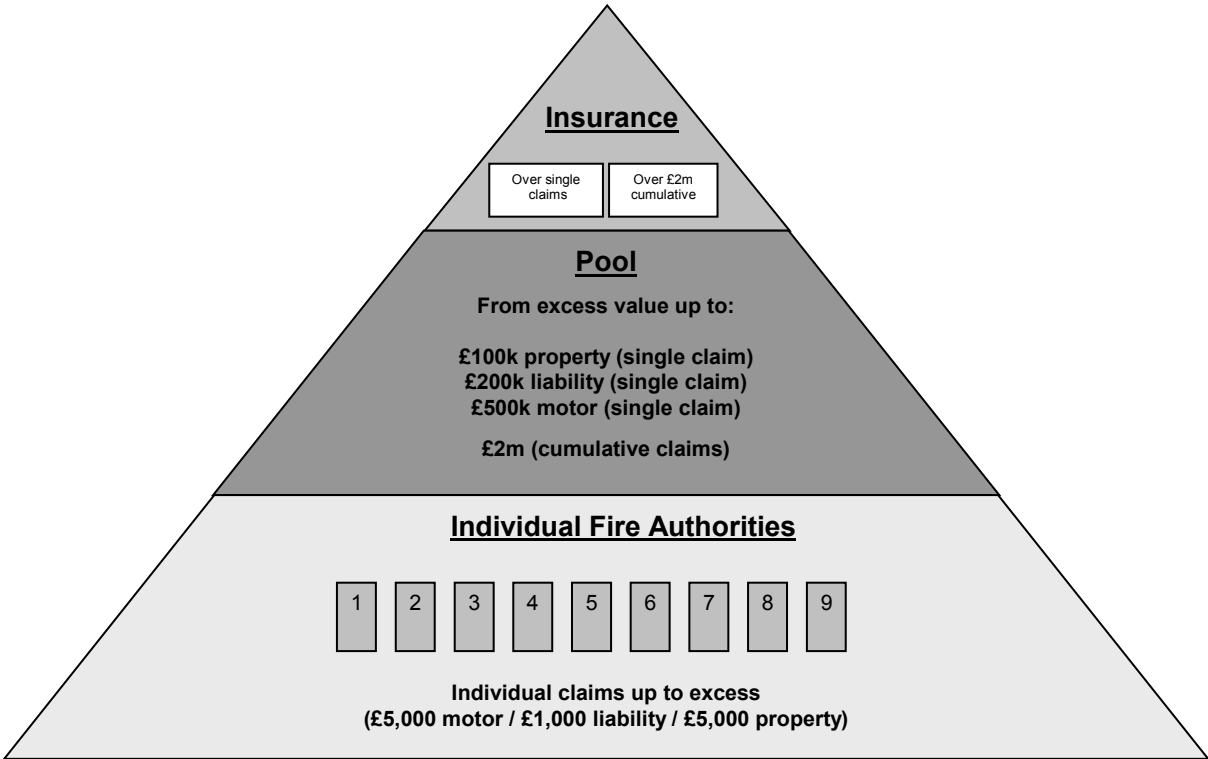 Insurance
Over single
claims
Over £2m
cumulative
Pool
From excess value up to:
£100k property (single claim)
£200k liability (single claim)
£500k motor (single claim)
£2m (cumulative claims)
Individual Fire Authorities
1 2 3 4 5 6 7 8 9
Individual claims up to excess
(£5,000 motor / £1,000 liability / £5,000 property)